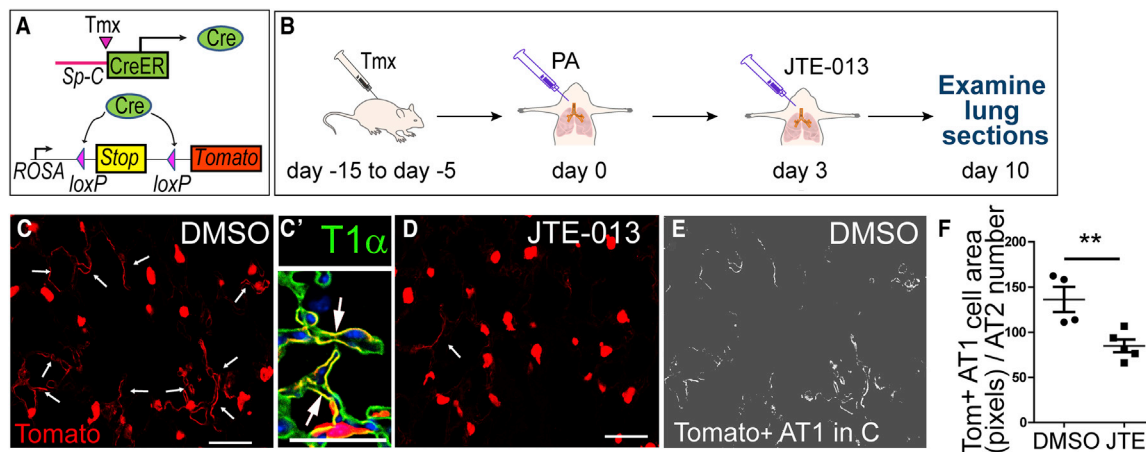 A
Tmx
Cre
Sp-C
CreER
Cre
ROSA
Stop
Tomato
loxP
loxP
B
Tmx
PA
JTE-013
Examine
lung
sections
day -15 to day -5
day 0
day 3
day 10
C
DMSO
Tomato
C'
T1α
D
JTE-013
E
DMSO
Tomato+ AT1 in C
F
Tom+ AT1 cell area
(pixels) / AT2 number
200
150
100
50
0
**
DMSO JTE